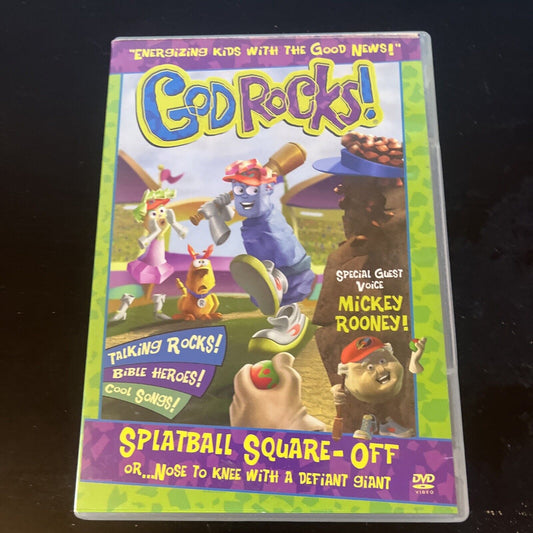 "ENERGIZING KIDS WITH THE GOOD NEWS!"
GOD ROCKS!
SPECIAL GUEST
VOICE
MICKEY
ROONEY!
TALKING ROCKS!
BIBLE HEROES!
COOL SONGS!
SPLATBALL SQUARE-OFF
OR...NOSE TO KNEE WITH A DEFIANT GIANT
DVD
VIDEO